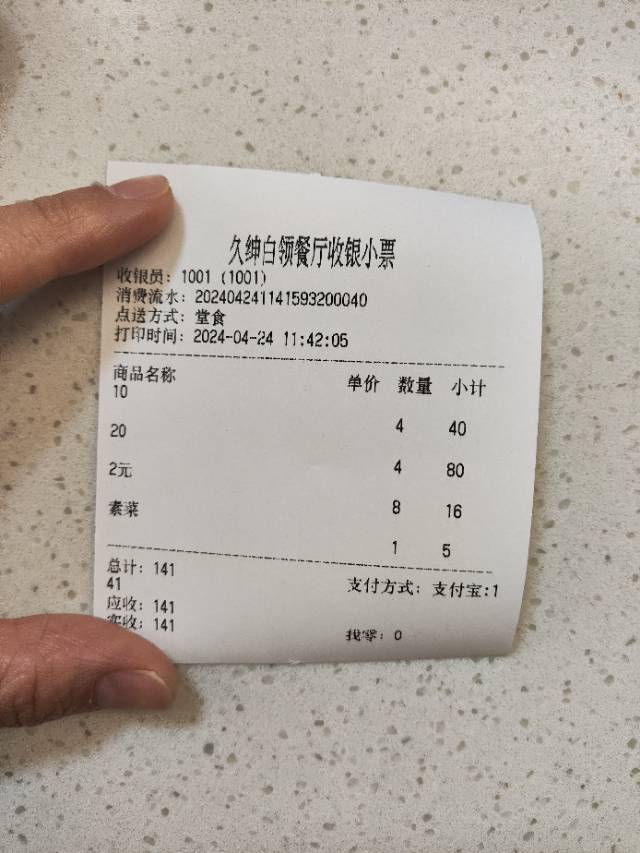 久绅白领餐厅收银小票
收银员：1001（1001）
消费流水：202404241141593200040
点送方式：堂食
打印时间：2024-04-24 11:42:05
商品名称 单价 数量 小计
10
4 40
20
4 80
2元
8 16
素菜
1 5
总计：141 支付方式：支付宝:1
41
应收：141
实收：141 找零：0